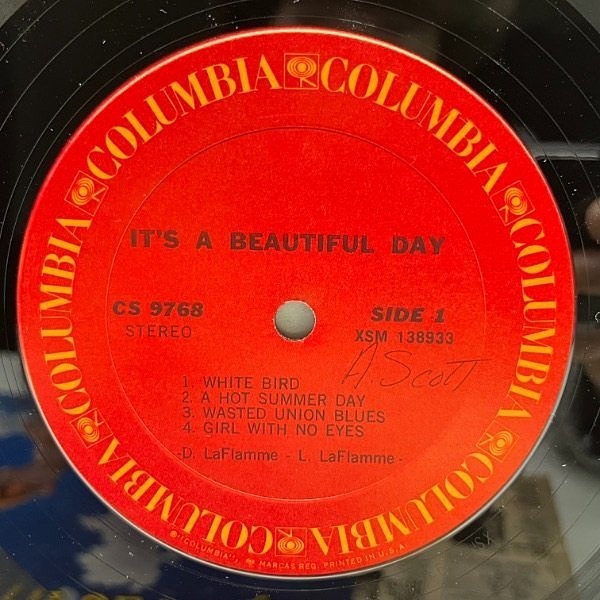 COLUMBIA COLUMBIA COLUMBIA COLUMBIA COLUMBIA COLUMBIA
IT'S A BEAUTIFUL DAY
CS 9768
STEREO
SIDE 1
XSM 138933
A. Scott
1. WHITE BIRD
2. A HOT SUMMER DAY
3. WASTED UNION BLUES
4. GIRL WITH NO EYES
-D. LaFlamme - L. LaFlamme-
"COLUMBIA", MARCAS REG. PRINTED IN U.S.A.